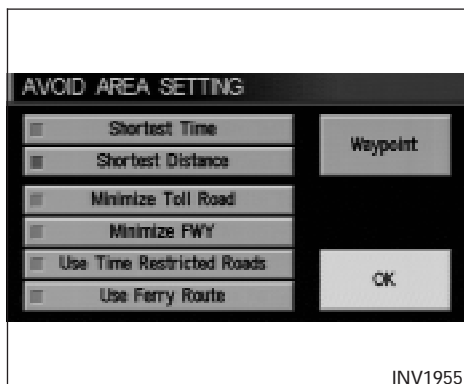 AVOID AREA SETTING
Shortest Time
Shortest Distance
Minimize Toll Road
Minimize FWY
Use Time Restricted Roads
Use Ferry Route
Waypoint
OK
INV1955